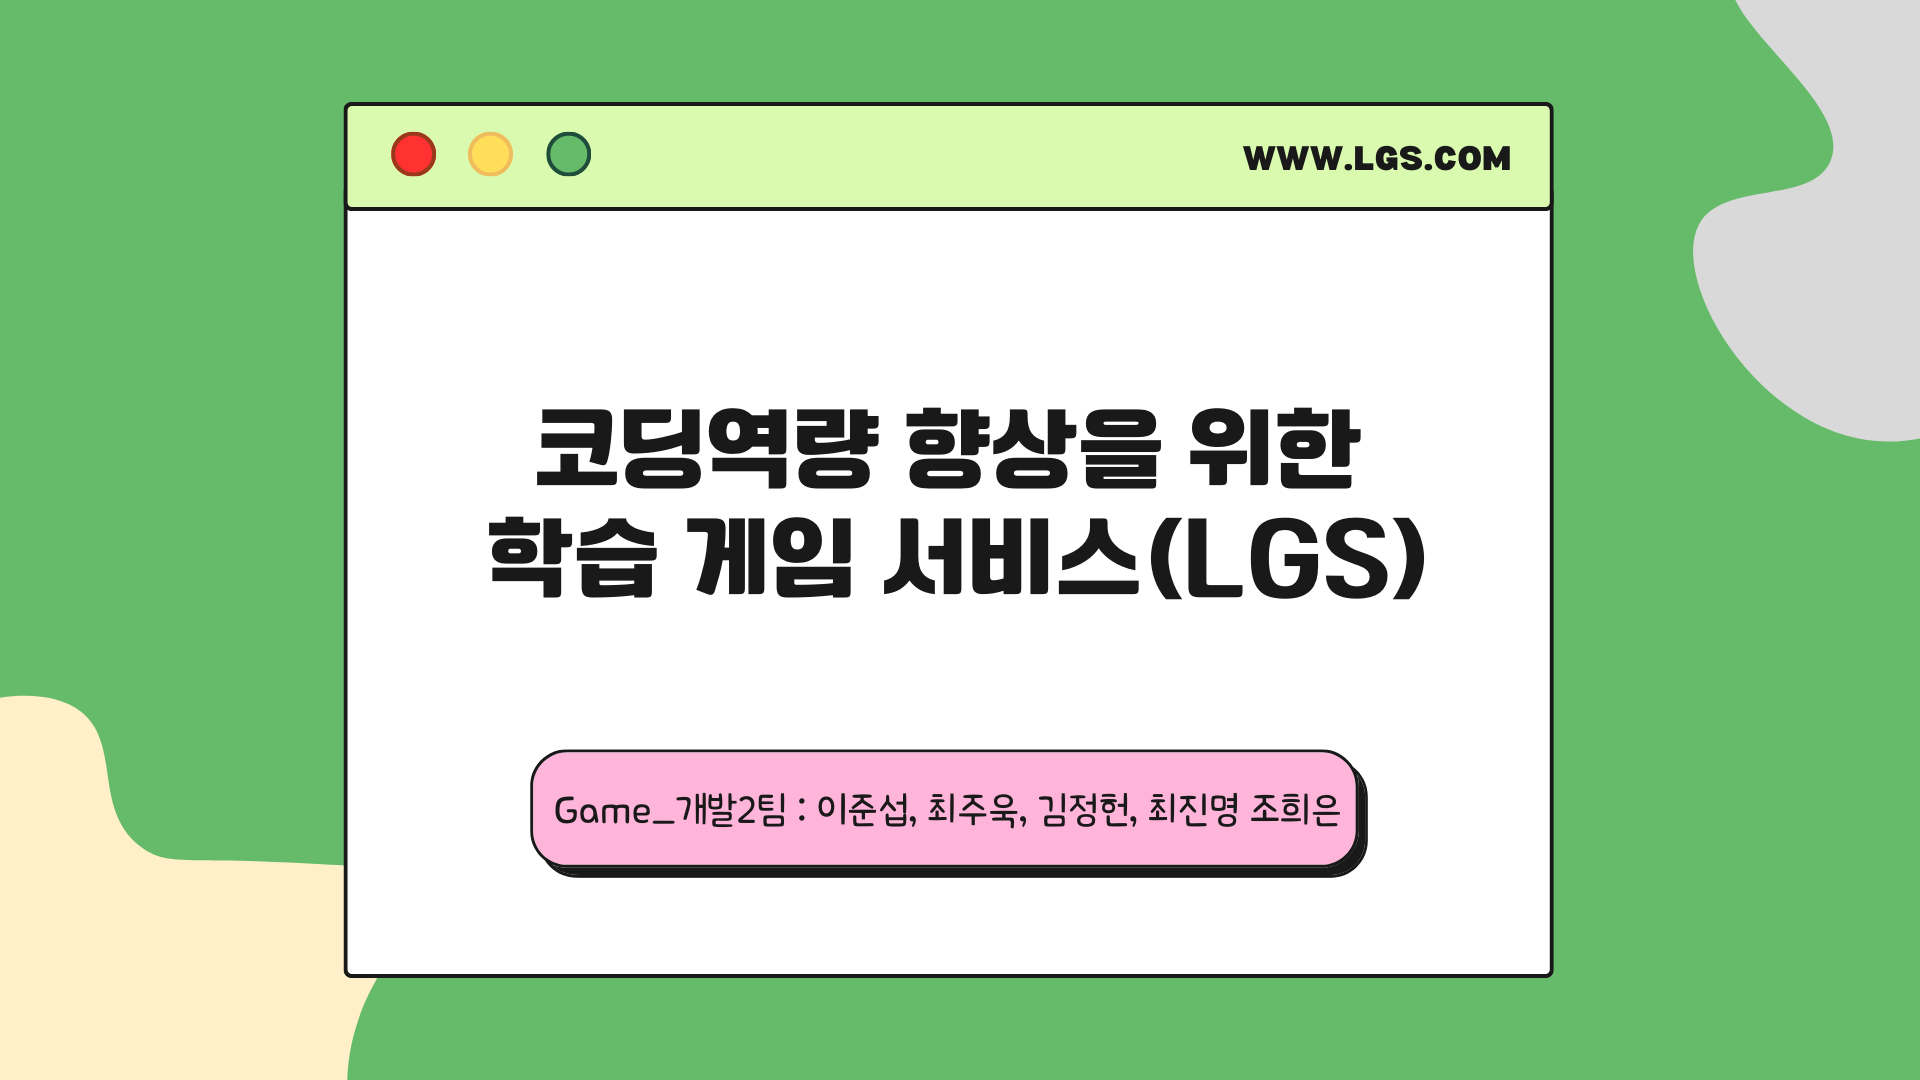 WWW.LGS.COM
코딩역량 향상을 위한
학습 게임 서비스(LGS)
Game_개발2팀 : 이준섭, 최주욱, 김정헌, 최진명 조희은